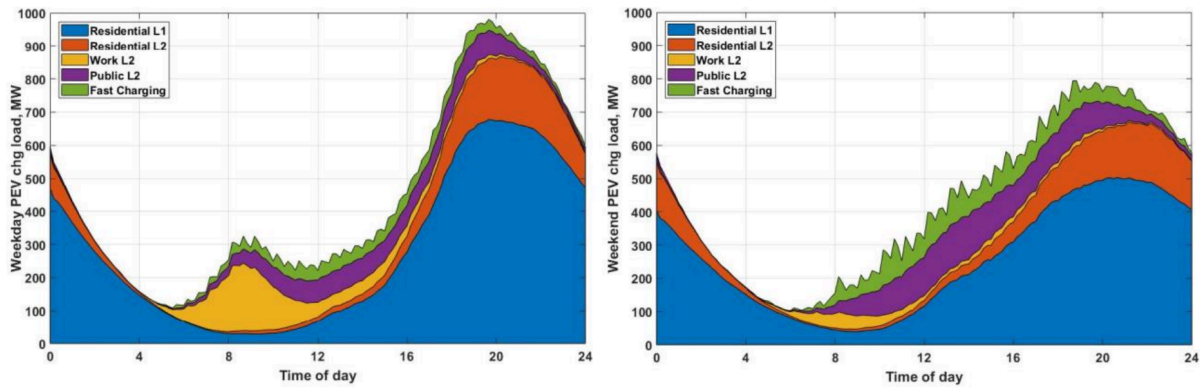 Weekday PEV chg load, MW
1000
900
800
700
600
500
400
300
200
100
0
Residential L1
Residential L2
Work L2
Public L2
Fast Charging
0 4 8 12 16 20 24
Time of day
Weekend PEV chg load, MW
1000
900
800
700
600
500
400
300
200
100
0
Residential L1
Residential L2
Work L2
Public L2
Fast Charging
0 4 8 12 16 20 24
Time of day